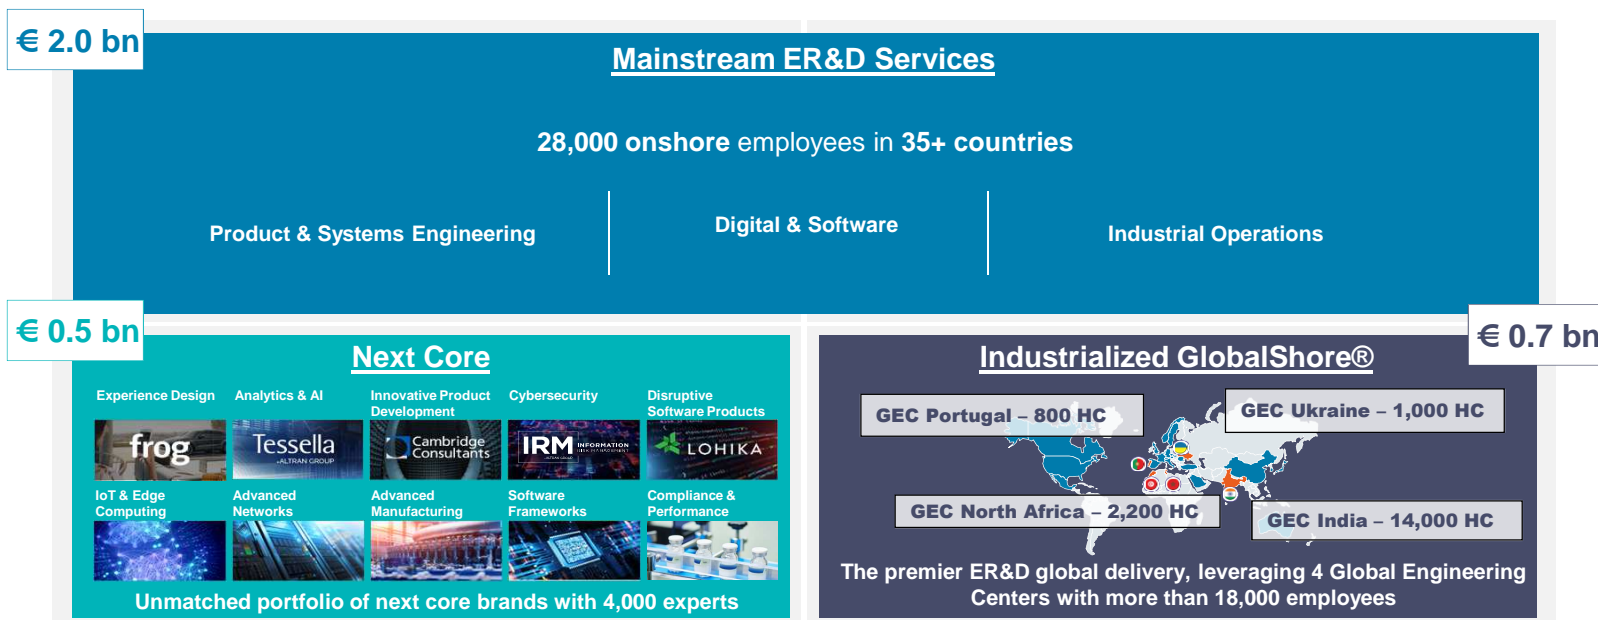 € 2.0 bn
Mainstream ER&D Services
28,000 onshore employees in 35+ countries
Product & Systems Engineering
Digital & Software
Industrial Operations
€ 0.5 bn
Next Core
Experience Design
Analytics & AI
Innovative Product
Development
Cybersecurity
Disruptive
Software Products
frog
Tessella
ALTRAN GROUP
Cambridge
Consultants
IRM INFORMATION
RISK MANAGEMENT
LOHIKA
IoT & Edge
Computing
Advanced
Networks
Advanced
Manufacturing
Software
Frameworks
Compliance &
Performance
Unmatched portfolio of next core brands with 4,000 experts
€ 0.7 bn
Industrialized GlobalShore®
GEC Portugal – 800 HC
GEC Ukraine – 1,000 HC
GEC North Africa – 2,200 HC
GEC India – 14,000 HC
The premier ER&D global delivery, leveraging 4 Global Engineering
Centers with more than 18,000 employees